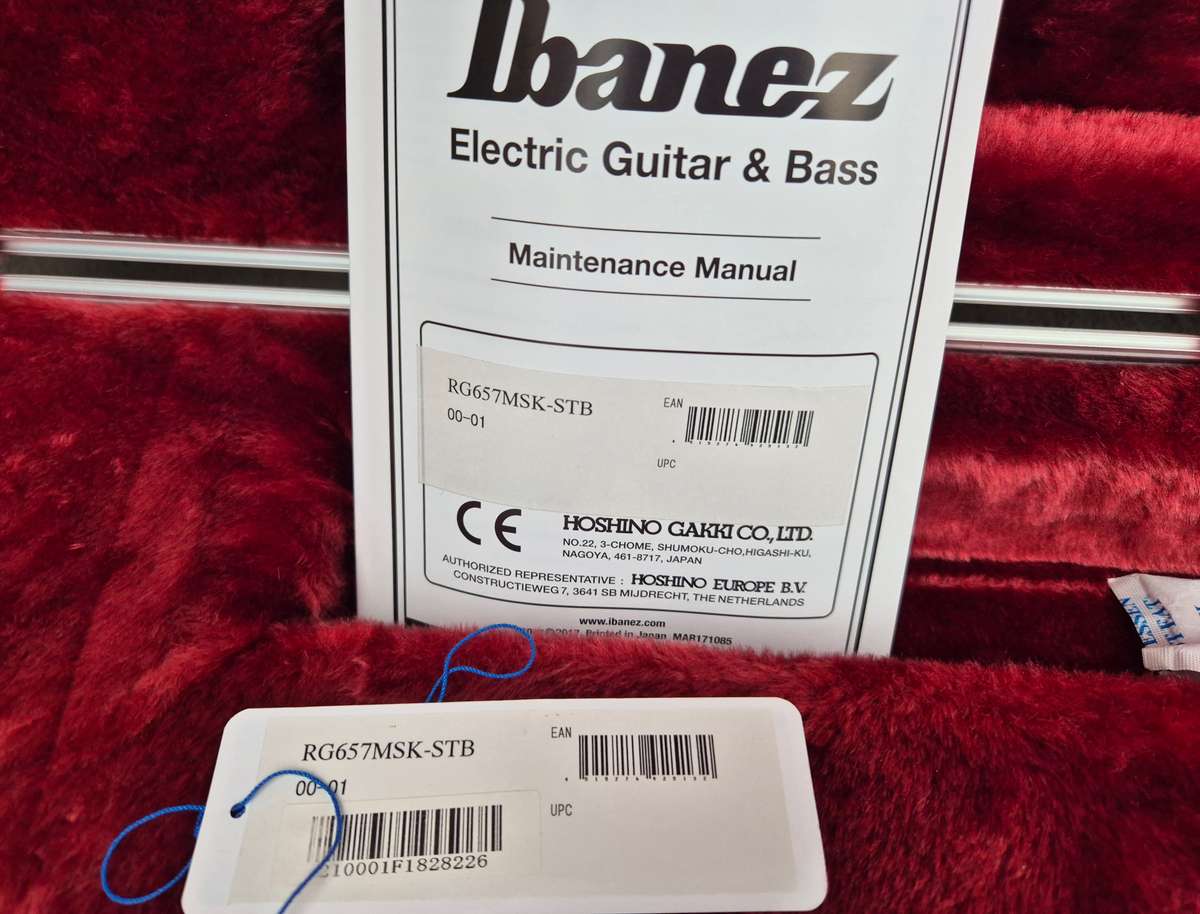 Ibanez
Electric Guitar & Bass
Maintenance Manual
RG657MSK-STB
00-01
EAN
UPC
CE
HOSHINO GAKKI CO., LTD.
NO.22, 3-CHOME, SHUMOKU-CHO,HIGASHI-KU,
NAGOYA, 461-8717, JAPAN
AUTHORIZED REPRESENTATIVE : HOSHINO EUROPE B.V.
CONSTRUCTIEWEG 7, 3641 SB MIJDRECHT, THE NETHERLANDS
www.ibanez.com
©2017 Printed in Japan MAR171085
RG657MSK-STB
00-01
EAN
UPC
10001F1828226